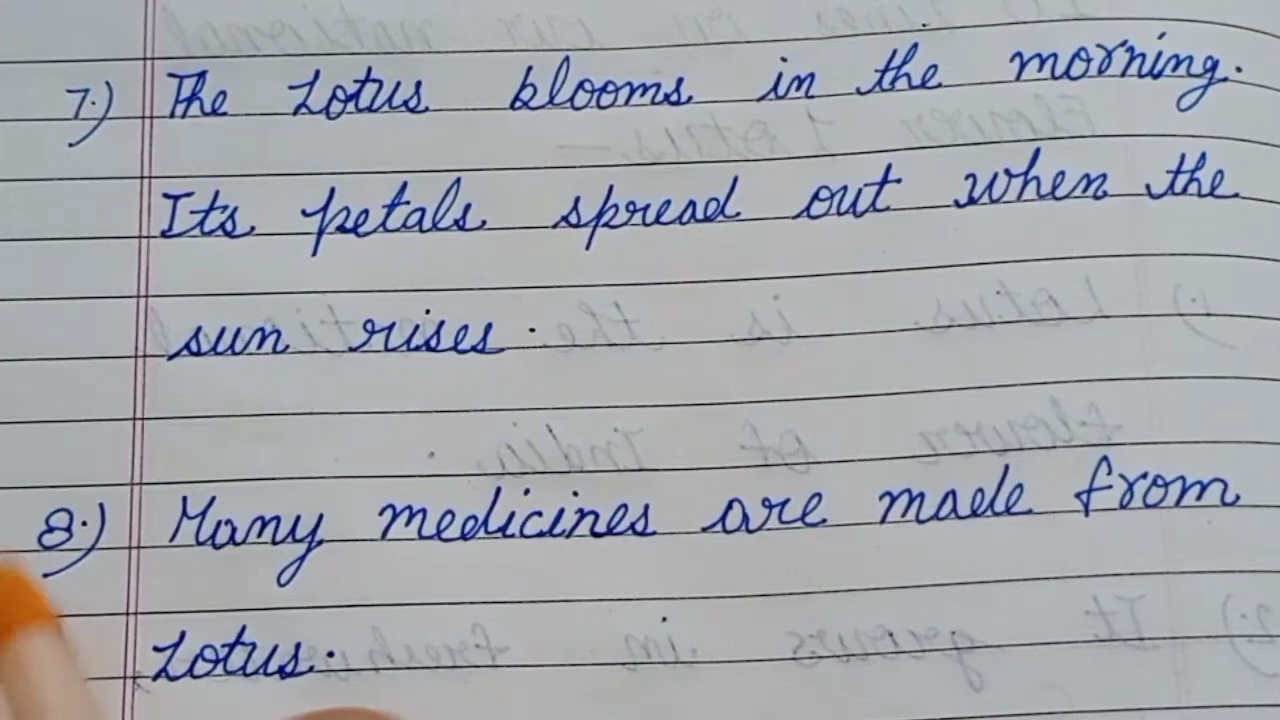 7.) The Lotus blooms in the morning.
Its petals spread out when the
sun rises.
8.) Many medicines are made from
Lotus.